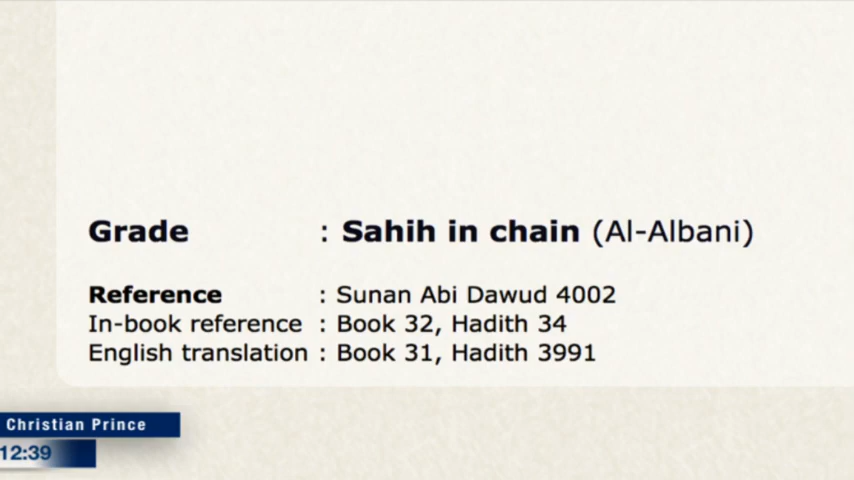 Grade : Sahih in chain (Al-Albani)
Reference : Sunan Abi Dawud 4002
In-book reference : Book 32, Hadith 34
English translation : Book 31, Hadith 3991
Christian Prince
12:39